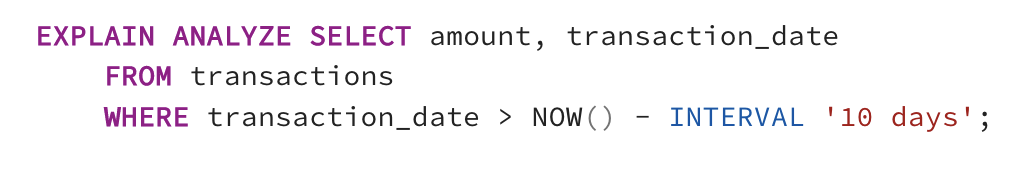 EXPLAIN ANALYZE SELECT amount, transaction_date
FROM transactions
WHERE transaction_date > NOW() - INTERVAL '10 days';